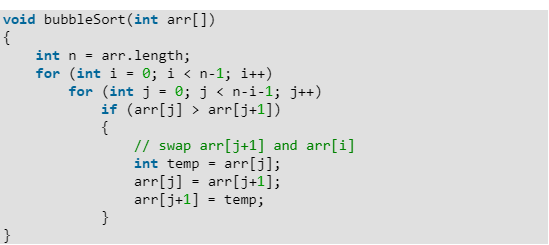 void bubbleSort(int arr[])
{
    int n = arr.length;
    for (int i = 0; i < n-1; i++)
        for (int j = 0; j < n-i-1; j++)
            if (arr[j] > arr[j+1])
            {
                // swap arr[j+1] and arr[i]
                int temp = arr[j];
                arr[j] = arr[j+1];
                arr[j+1] = temp;
            }
}